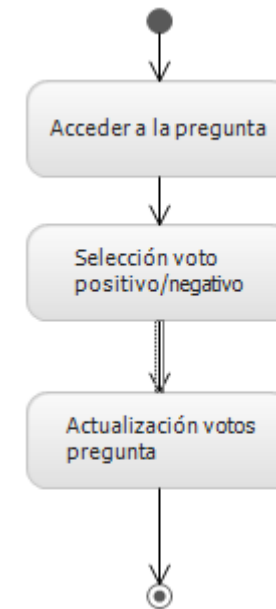 Acceder a la pregunta
Selección voto
positivo/negativo
Actualización votos
pregunta